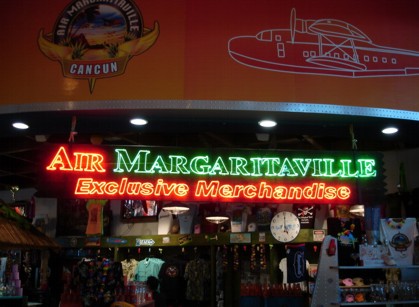 AIR MARGARITAVILLE
CANCUN
AIR MARGARITAVILLE
Exclusive Merchandise